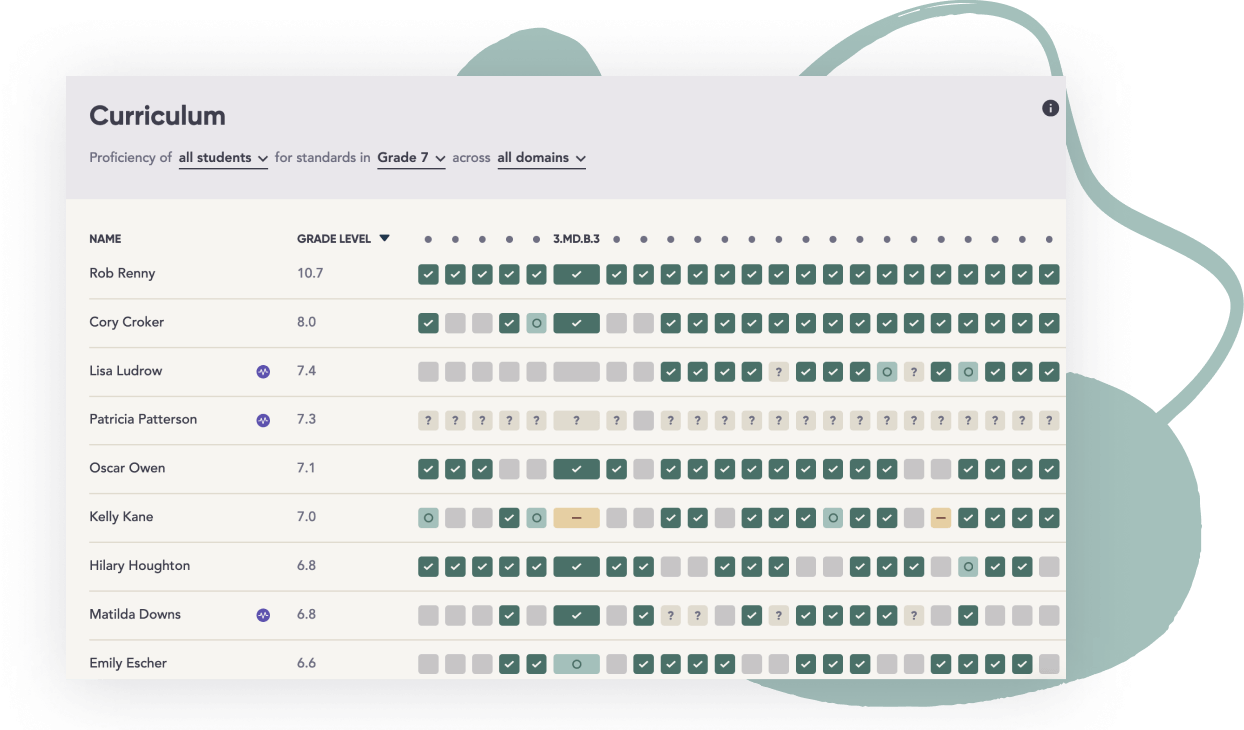 Curriculum
Proficiency of all students for standards in Grade 7 across all domains
NAME GRADE LEVEL 3.MD.B.3
Rob Renny 10.7
Cory Croker 8.0
Lisa Ludrow 7.4 ? ?
Patricia Patterson 7.3 ? ? ? ? ? ? ? ? ? ? ? ? ? ? ? ? ? ? ? ? ? ?
Oscar Owen 7.1
Kelly Kane 7.0
Hilary Houghton 6.8
Matilda Downs 6.8 ? ? ? ?
Emily Escher 6.6